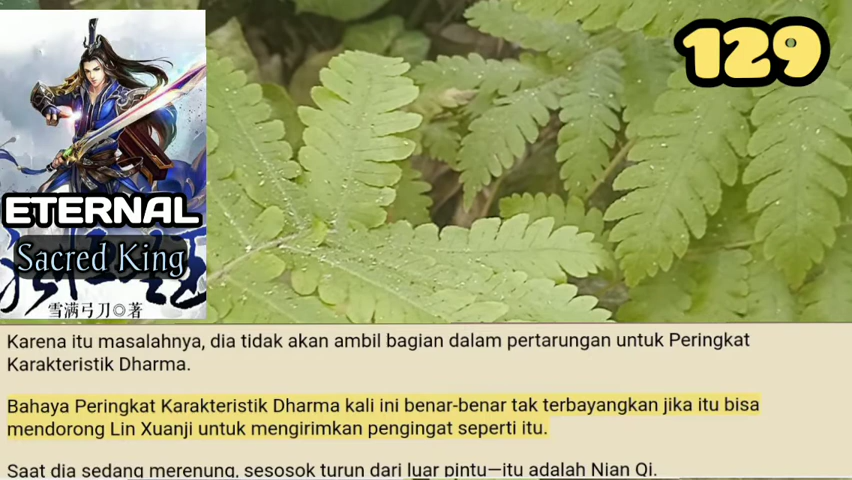 129
ETERNAL
Sacred King
雪满弓刀◎著
Karena itu masalahnya, dia tidak akan ambil bagian dalam pertarungan untuk Peringkat
Karakteristik Dharma.
Bahaya Peringkat Karakteristik Dharma kali ini benar-benar tak terbayangkan jika itu bisa
mendorong Lin Xuanji untuk mengirimkan pengingat seperti itu.
Saat dia sedang merenung, sesosok turun dari luar pintu—itu adalah Nian Qi.